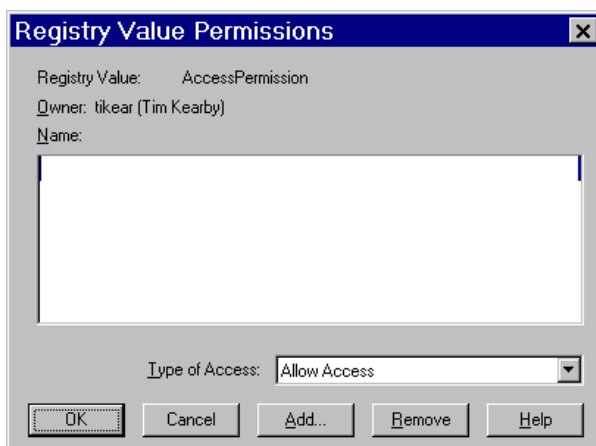 Registry Value Permissions
Registry Value: AccessPermission
Owner: tikear (Tim Kearby)
Name:
Type of Access: Allow Access
OK Cancel Add... Remove Help